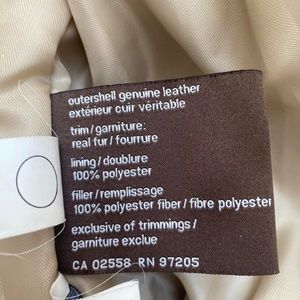 outershell genuine leather
extérieur cuir véritable
trim/garniture:
real fur/fourrure
lining/doublure
100% polyester
filler/remplissage
100% polyester fiber/fibre polyester
exclusive of trimmings/
garniture exclue
CA 02558 RN 97205